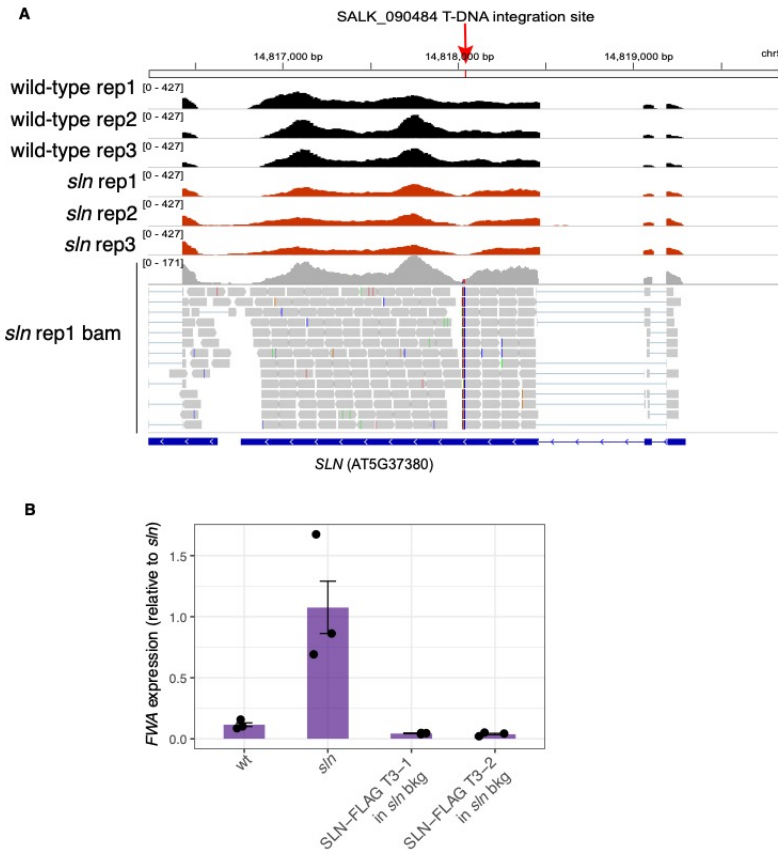 A
SALK_090484 T-DNA integration site
14,817,000 bp 14,818,000 bp 14,819,000 bp
wild-type rep1 [0 - 427]
wild-type rep2 [0 - 427]
wild-type rep3 [0 - 427]
sln rep1 [0 - 427]
sln rep2 [0 - 427]
sln rep3 [0 - 427]
[0 - 171]
sln rep1 bam
SLN (AT5G37380)
B
FWA expression (relative to sln)
1.5
1.0
0.5
0.0
wt
sln
SLN-FLAG T3-1
in sln bkg
SLN-FLAG T3-2
in sln bkg